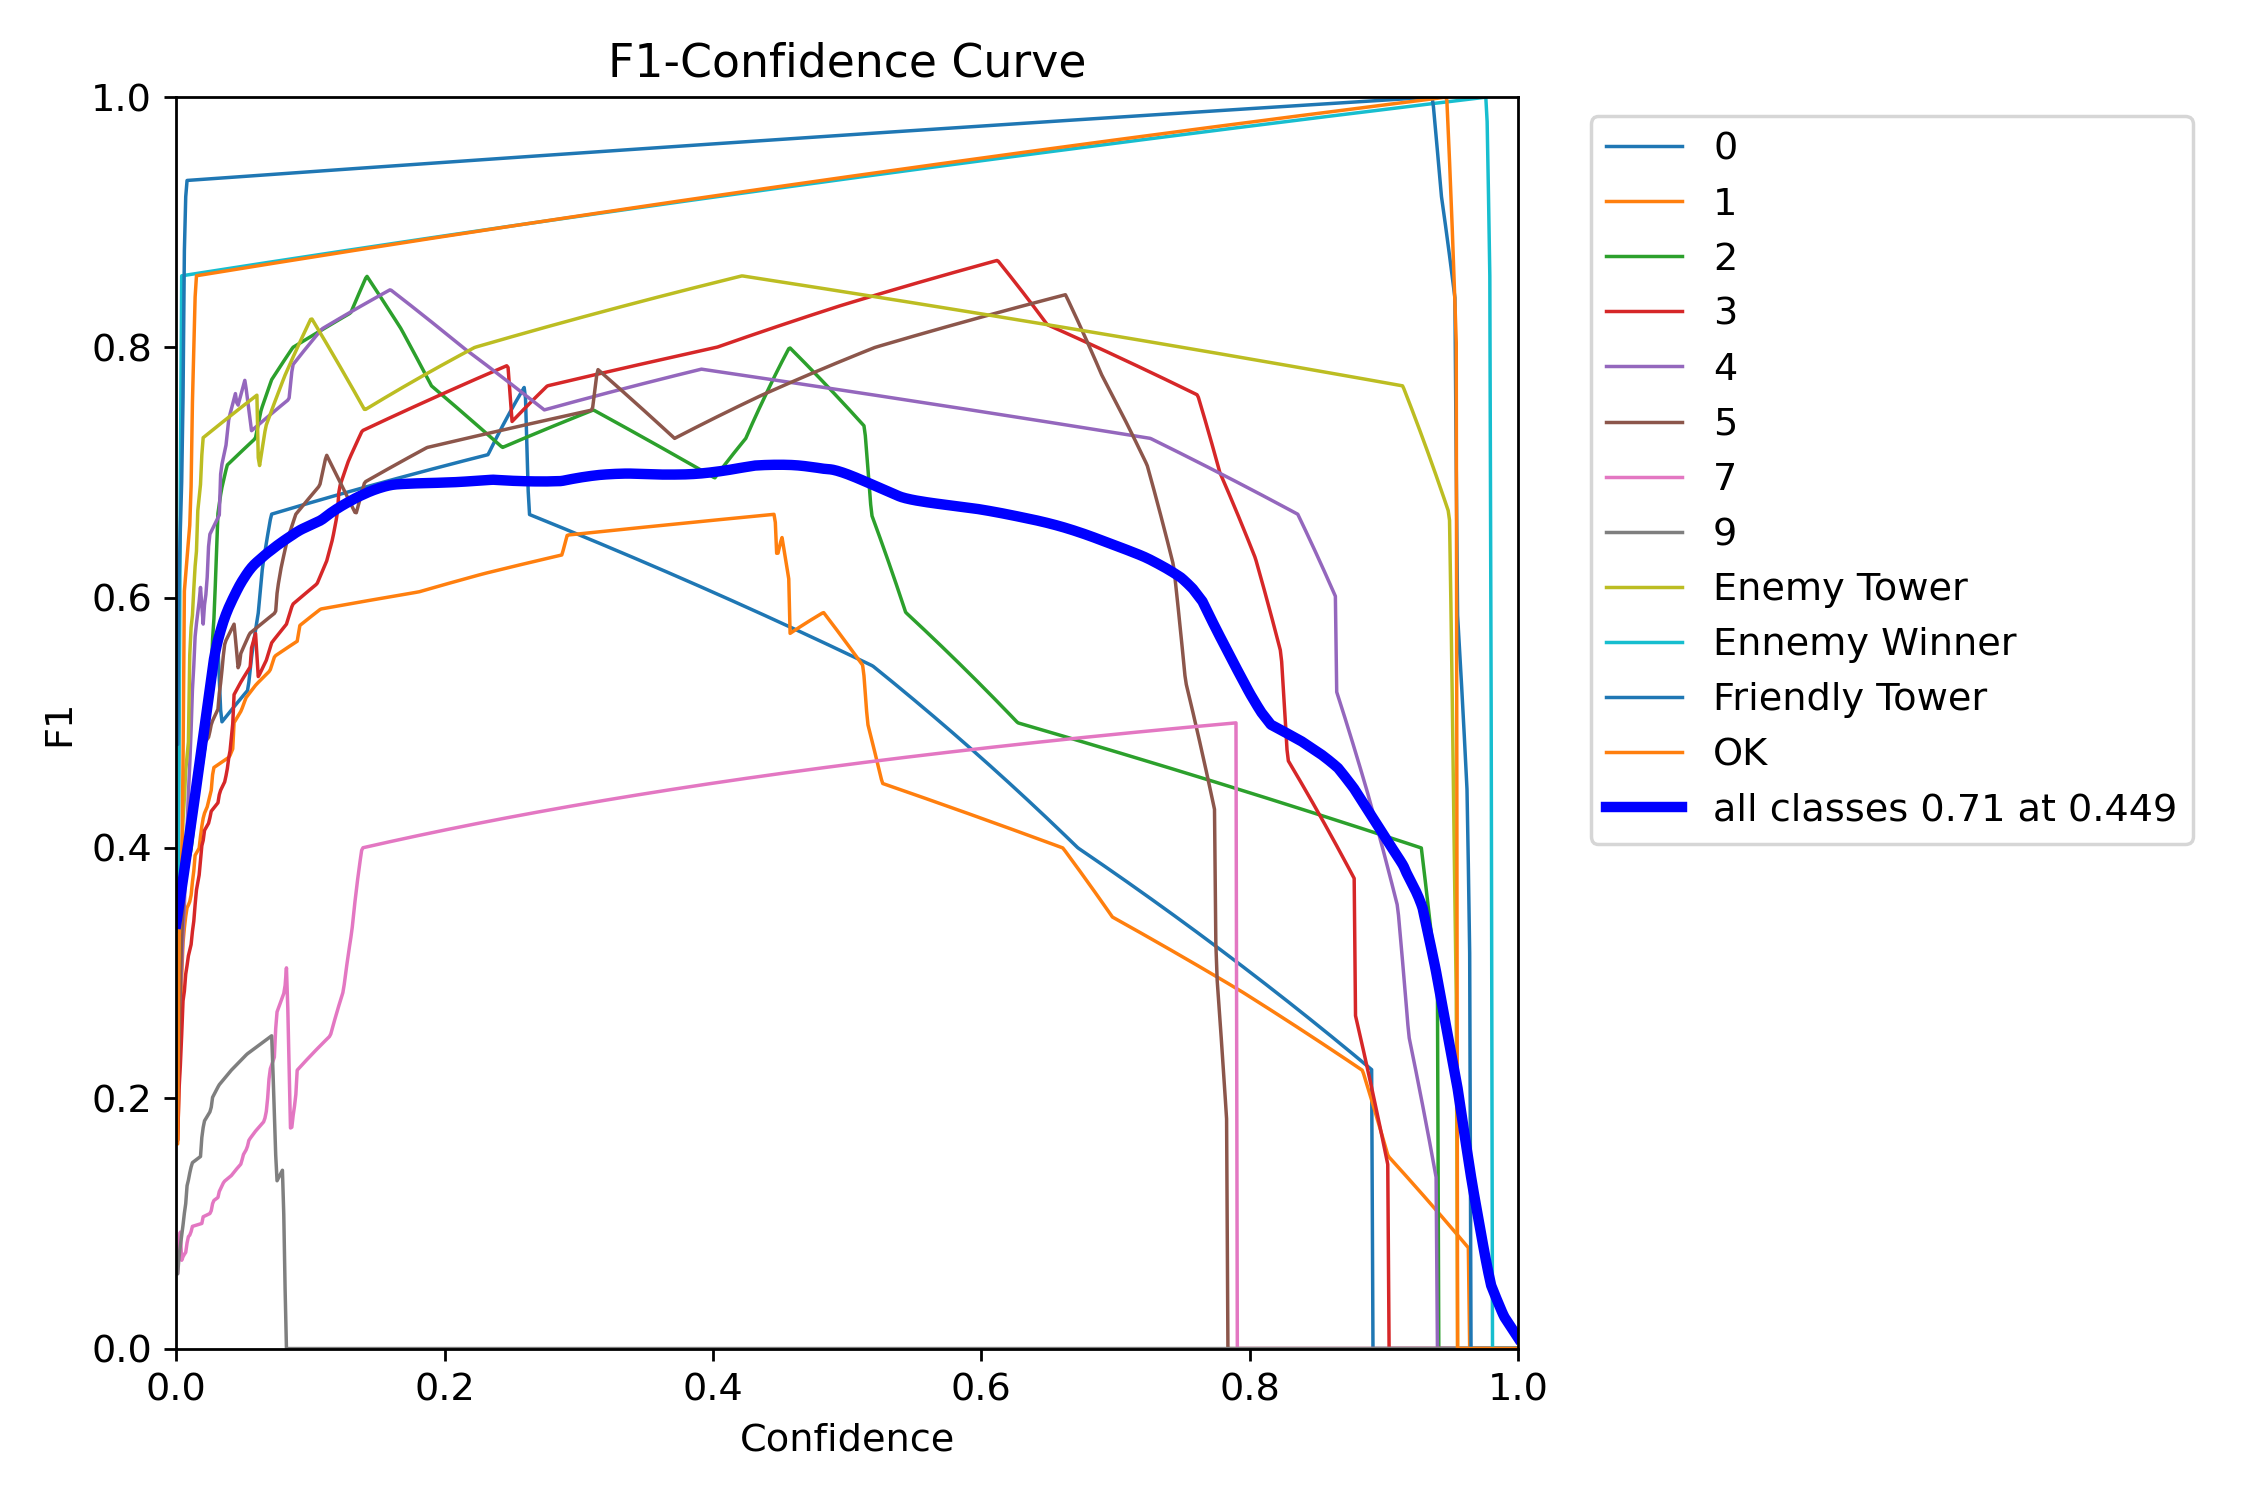 F1-Confidence Curve
1.0
0.8
0.6
0.4
0.2
0.0
F1
0.0 0.2 0.4 0.6 0.8 1.0
Confidence
0
1
2
3
4
5
7
9
Enemy Tower
Ennemy Winner
Friendly Tower
OK
all classes 0.71 at 0.449